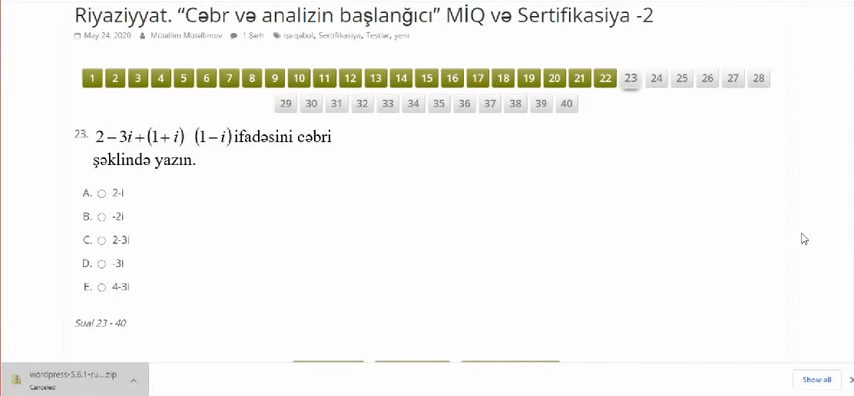 Riyaziyyat. “Cəbr və analizin başlanğıcı” MİQ və Sertifikasiya -2
May 24, 2020 Müəllim Müəllimov 1 Şərh işə qəbul, Sertifikasiya, Testlər, yeni
1 2 3 4 5 6 7 8 9 10 11 12 13 14 15 16 17 18 19 20 21 22 23 24 25 26 27 28
29 30 31 32 33 34 35 36 37 38 39 40
23. 2−3i+(1+i) (1−i) ifadəsini cəbri
şəklində yazın.
A. 2-i
B. -2i
C. 2-3i
D. -3i
E. 4-3i
Sual 23 - 40
wordpress-5.6.1-ru....zip
Canceled
Show all